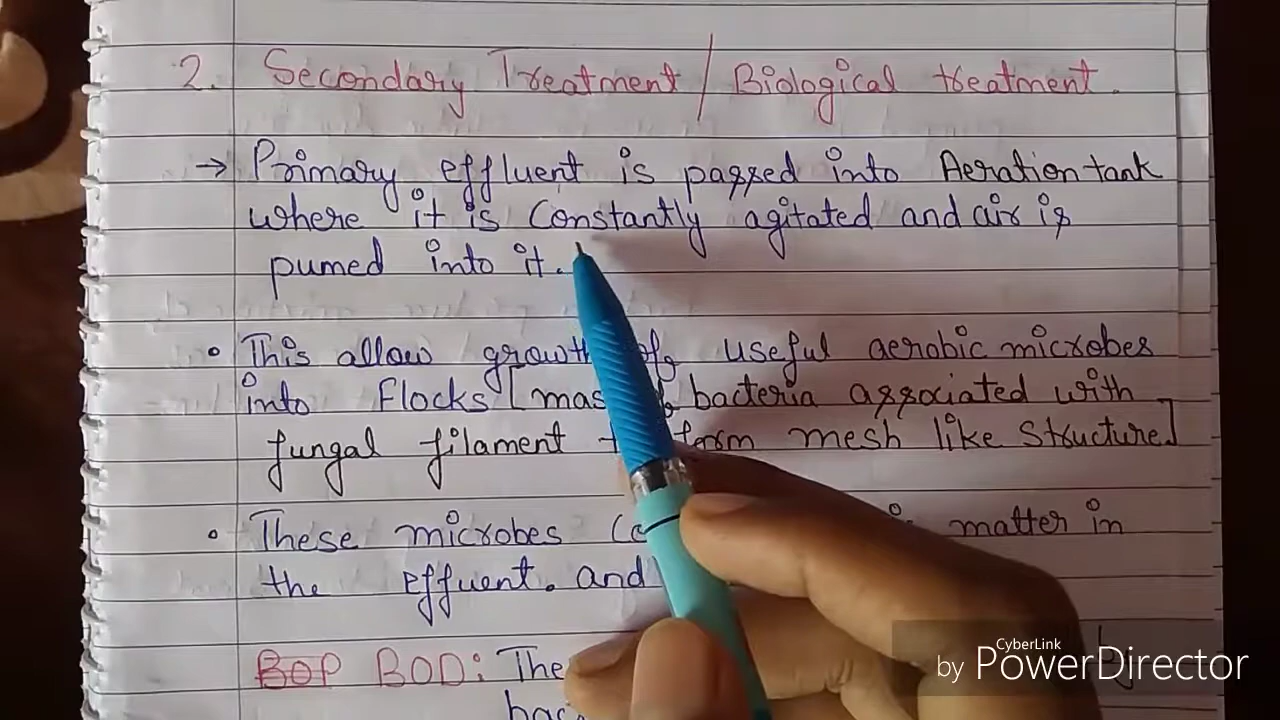 2. Secondary Treatment / Biological treatment.
→ Primary effluent is passed into Aeration tank
where it is Constantly agitated and air is
pumed into it.
• This allow growth of useful aerobic microbes
into Flocks [mas bacteria associated with
fungal filament form mesh like Structure]
• These microbes matter in
the effuent. and
BOP BOD: The
CyberLink
by PowerDirector